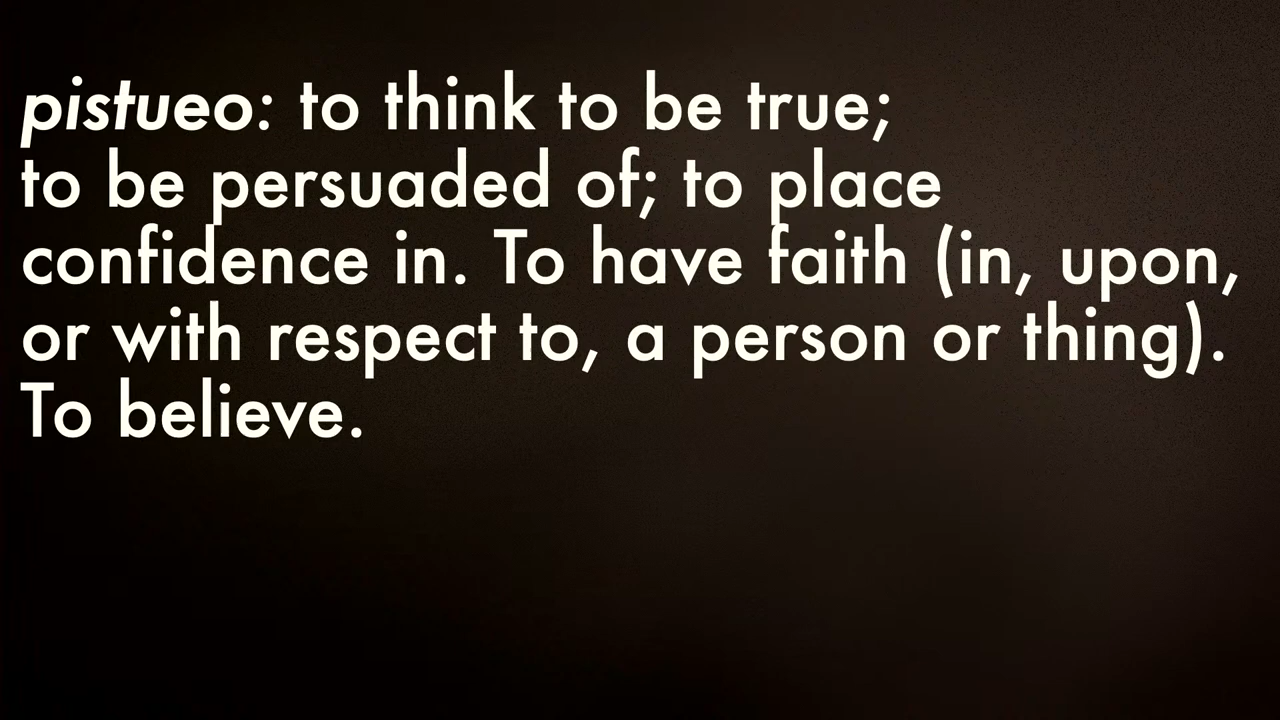 pistueo: to think to be true;
to be persuaded of; to place
confidence in. To have faith (in, upon,
or with respect to, a person or thing).
To believe.